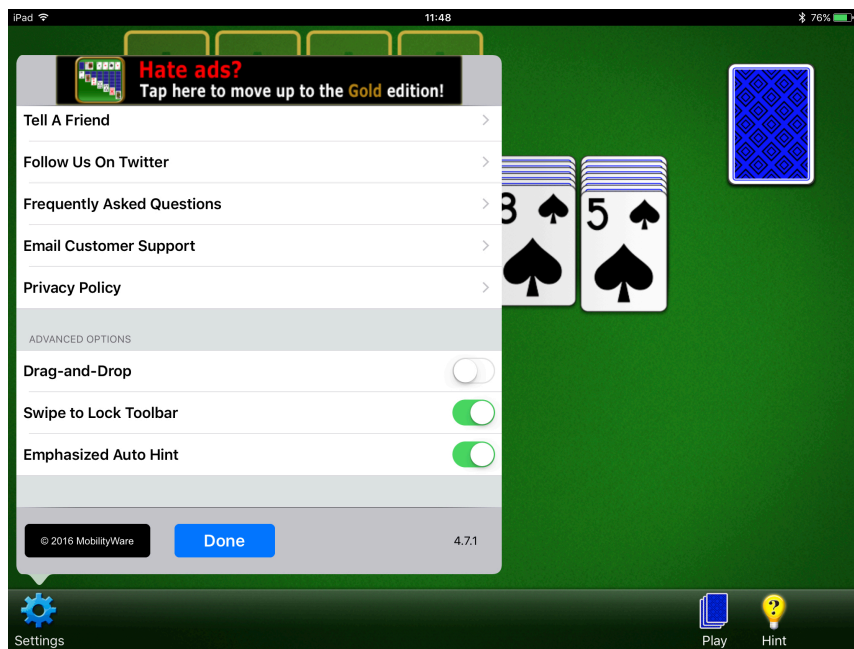 iPad 11:48 76%
Hate ads?
Tap here to move up to the Gold edition!
Tell A Friend
Follow Us On Twitter
Frequently Asked Questions
Email Customer Support
Privacy Policy
ADVANCED OPTIONS
Drag-and-Drop
Swipe to Lock Toolbar
Emphasized Auto Hint
© 2016 MobilityWare Done 4.7.1
8 5
?
Settings Play Hint